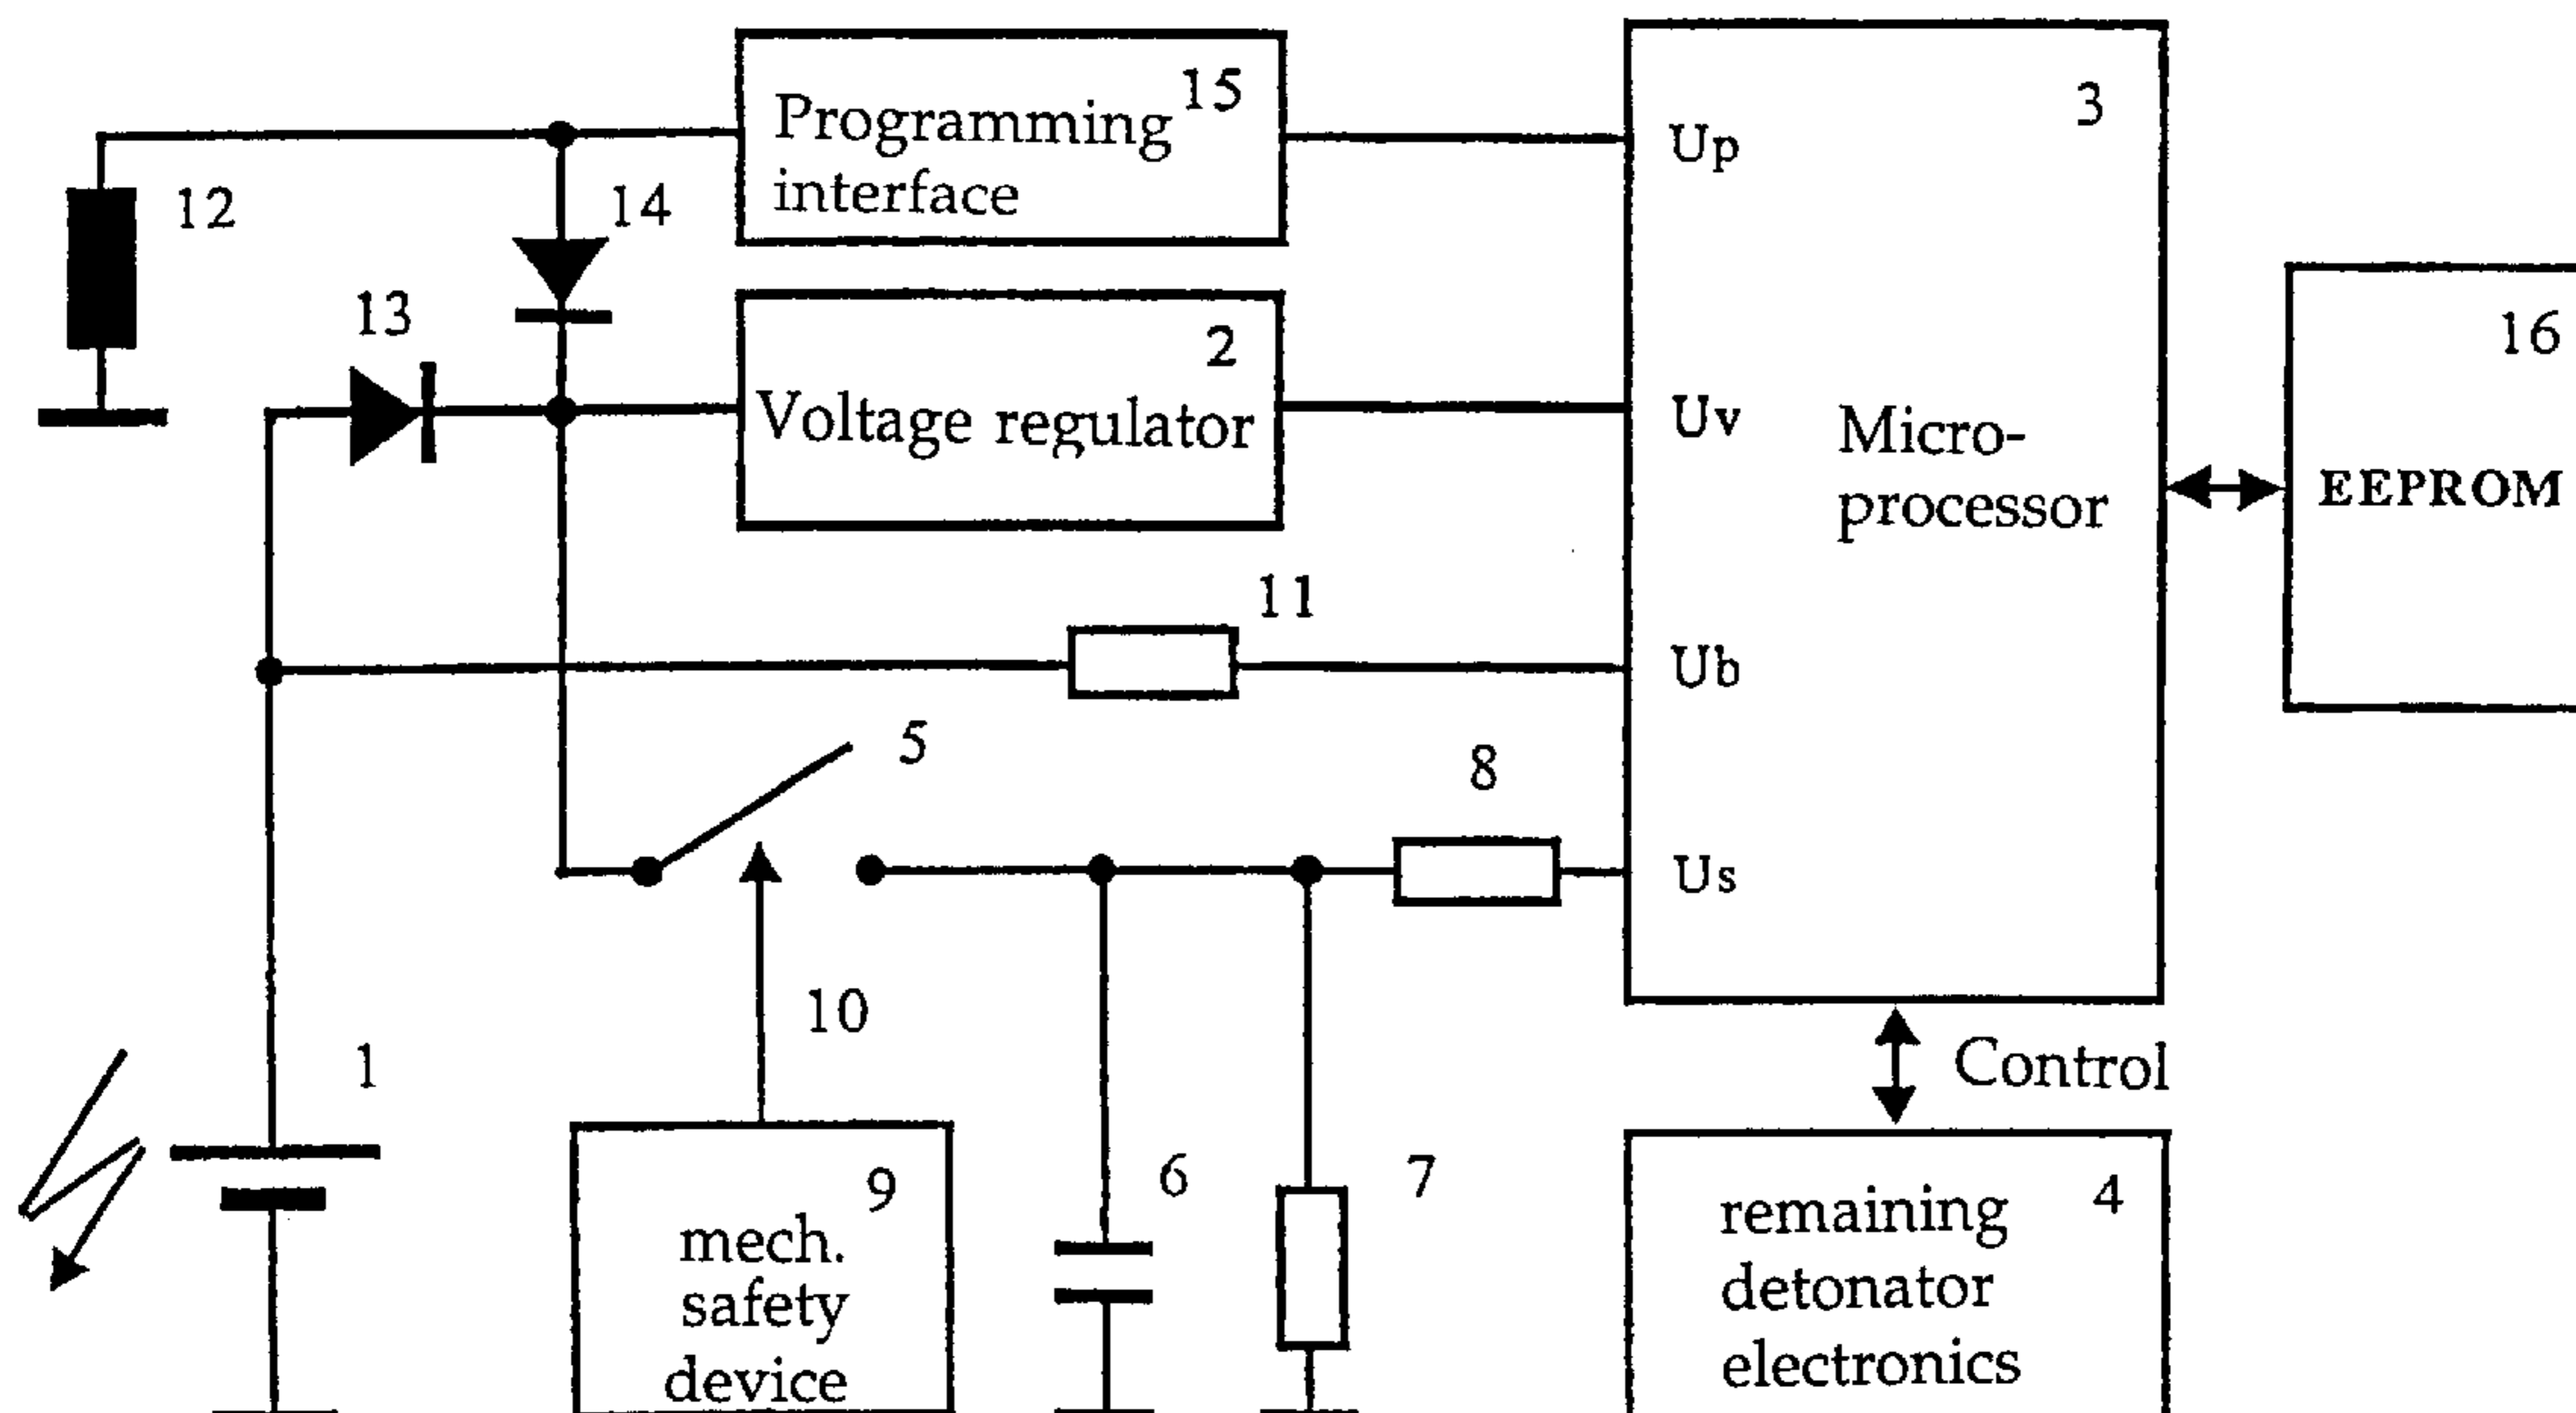 15
Programming
interface
3
Up
12
14
13
2
Voltage regulator
Uv
Micro-
processor
16
EEPROM
11
Ub
5
8
Us
10
1
Control
9
mech.
safety
device
6
7
4
remaining
detonator
electronics